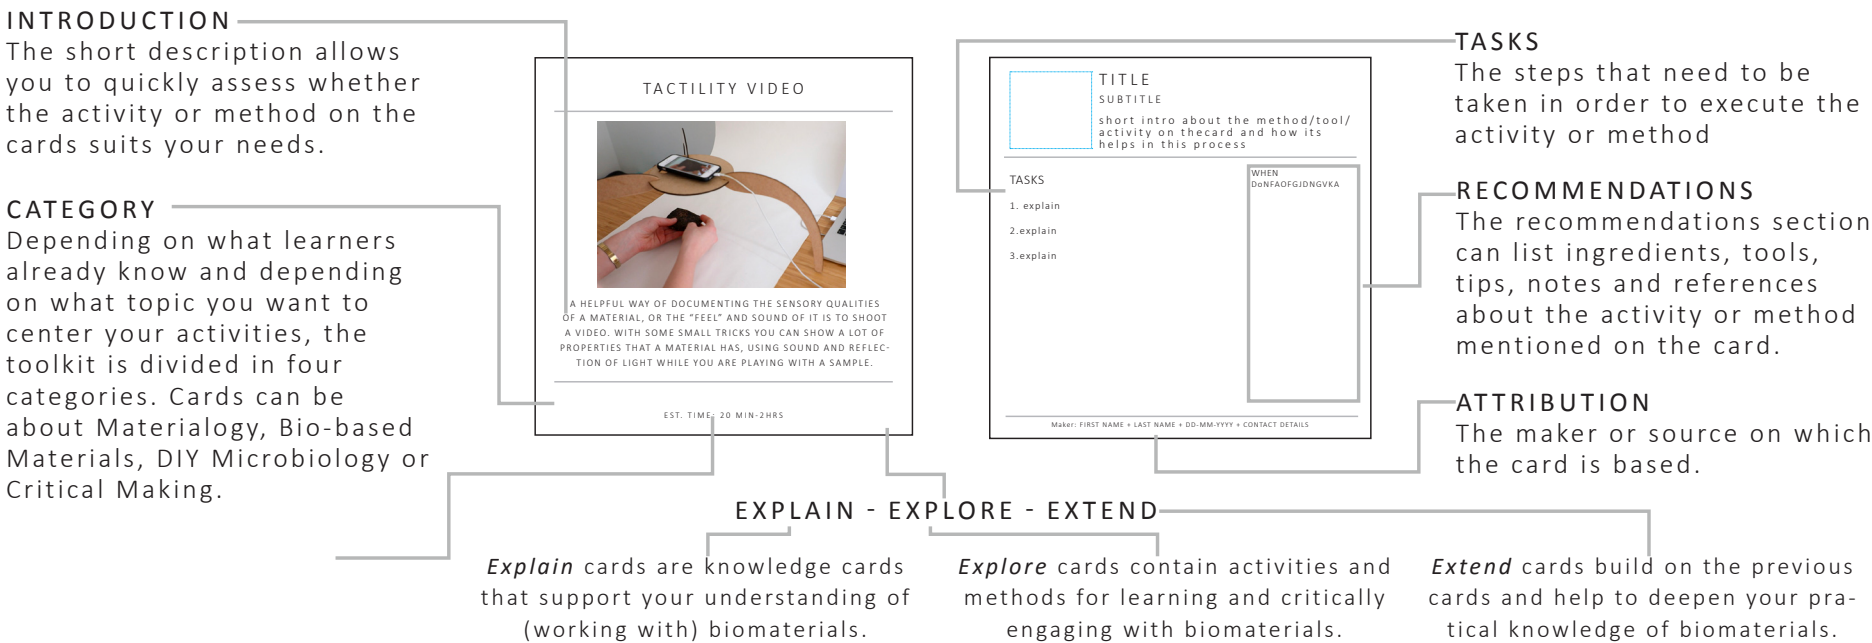 INTRODUCTION
The short description allows
you to quickly assess whether
the activity or method on the
cards suits your needs.
CATEGORY
Depending on what learners
already know and depending
on what topic you want to
center your activities, the
toolkit is divided in four
categories. Cards can be
about Materialogy, Bio-based
Materials, DIY Microbiology or
Critical Making.
TACTILITY VIDEO
A HELPFUL WAY OF DOCUMENTING THE SENSORY QUALITIES
OF A MATERIAL, OR THE "FEEL" AND SOUND OF IT IS TO SHOOT
A VIDEO. WITH SOME SMALL TRICKS YOU CAN SHOW A LOT OF
PROPERTIES THAT A MATERIAL HAS, USING SOUND AND REFLEC-
TION OF LIGHT WHILE YOU ARE PLAYING WITH A SAMPLE.
EST. TIME: 20 MIN-2HRS
TITLE
SUBTITLE
short intro about the method/tool/
activity on thecard and how its
helps in this process
TASKS
1. explain
2.explain
3.explain
WHEN
DoNFAOFGJDNGVKA
Maker: FIRST NAME + LAST NAME + DD-MM-YYYY + CONTACT DETAILS
TASKS
The steps that need to be
taken in order to execute the
activity or method
RECOMMENDATIONS
The recommendations section
can list ingredients, tools,
tips, notes and references
about the activity or method
mentioned on the card.
ATTRIBUTION
The maker or source on which
the card is based.
EXPLAIN - EXPLORE - EXTEND
Explain cards are knowledge cards
that support your understanding of
(working with) biomaterials.
Explore cards contain activities and
methods for learning and critically
engaging with biomaterials.
Extend cards build on the previous
cards and help to deepen your pra-
tical knowledge of biomaterials.